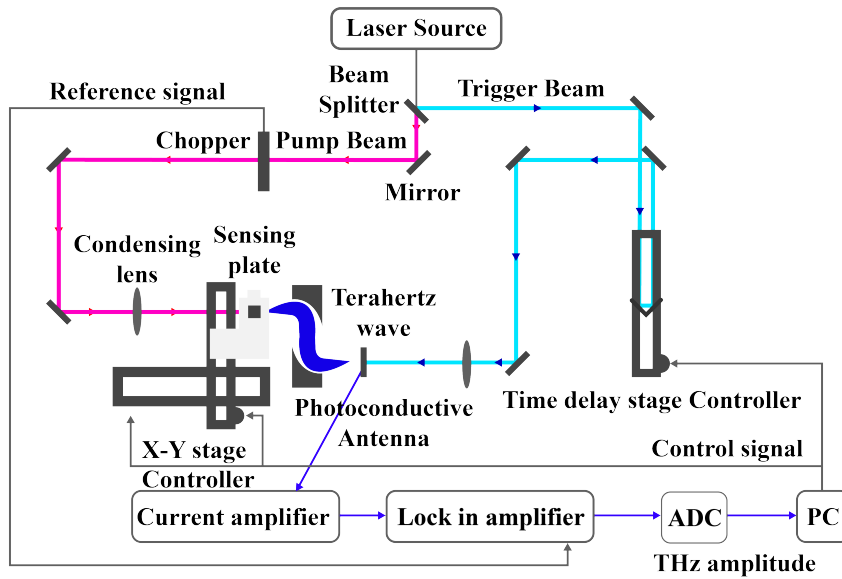 Laser Source
Beam
Splitter
Trigger Beam
Reference signal
Chopper
Pump Beam
Mirror
Condensing
lens
Sensing
plate
Terahertz
wave
Photoconductive
Antenna
Time delay stage Controller
X-Y stage
Controller
Control signal
Current amplifier
Lock in amplifier
ADC
PC
THz amplitude